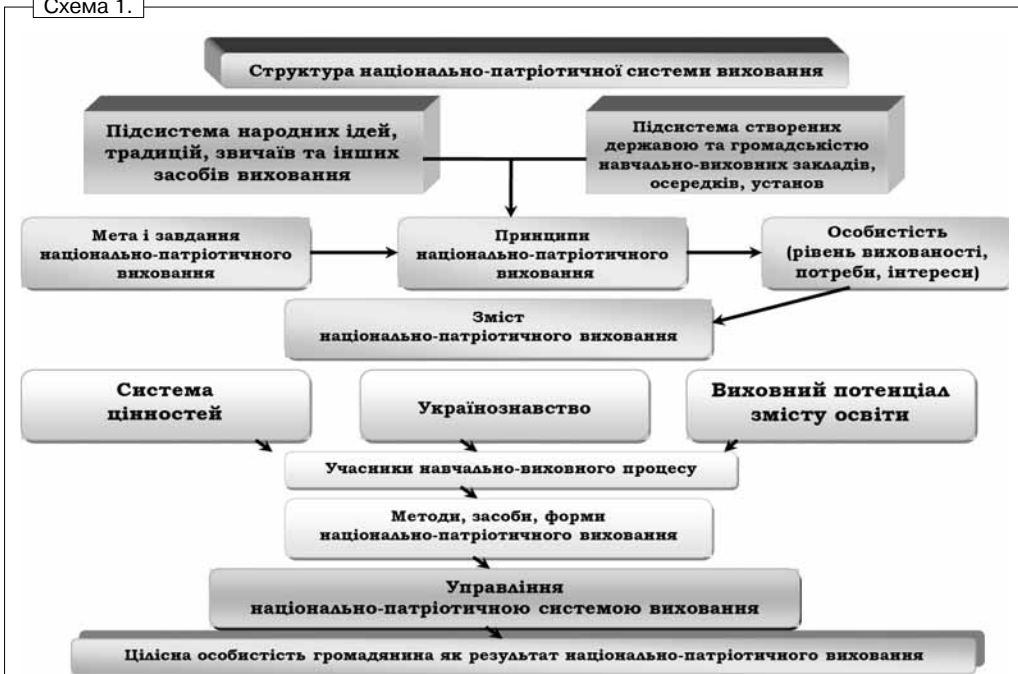 Схема 1.
Структура національно-патріотичної системи виховання
Підсистема народних ідей,
традицій, звичаїв та інших
засобів виховання
Підсистема створених
державою та громадськістю
навчально-виховних закладів,
осередків, установ
Мета і завдання
національно-патріотичного
виховання
Принципи
національно-патріотичного
виховання
Особистість
(рівень вихованості,
потреби, інтереси)
Зміст
національно-патріотичного виховання
Система
цінностей
Українознавство
Виховний потенціал
змісту освіти
Учасники навчально-виховного процесу
Методи, засоби, форми
національно-патріотичного виховання
Управління
національно-патріотичною системою виховання
Цілісна особистість громадянина як результат національно-патріотичного виховання